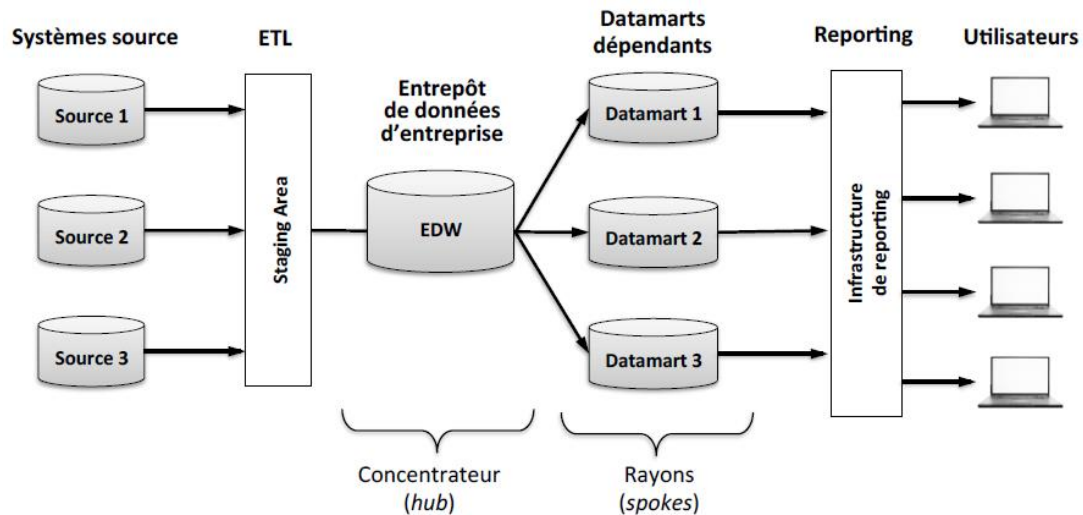 Systèmes source
ETL
Datamarts
dépendants
Reporting
Utilisateurs
Entrepôt
de données
d'entreprise
Source 1
Source 2
Source 3
Staging Area
EDW
Datamart 1
Datamart 2
Datamart 3
Infrastructure
de reporting
Concentrateur
(hub)
Rayons
(spokes)